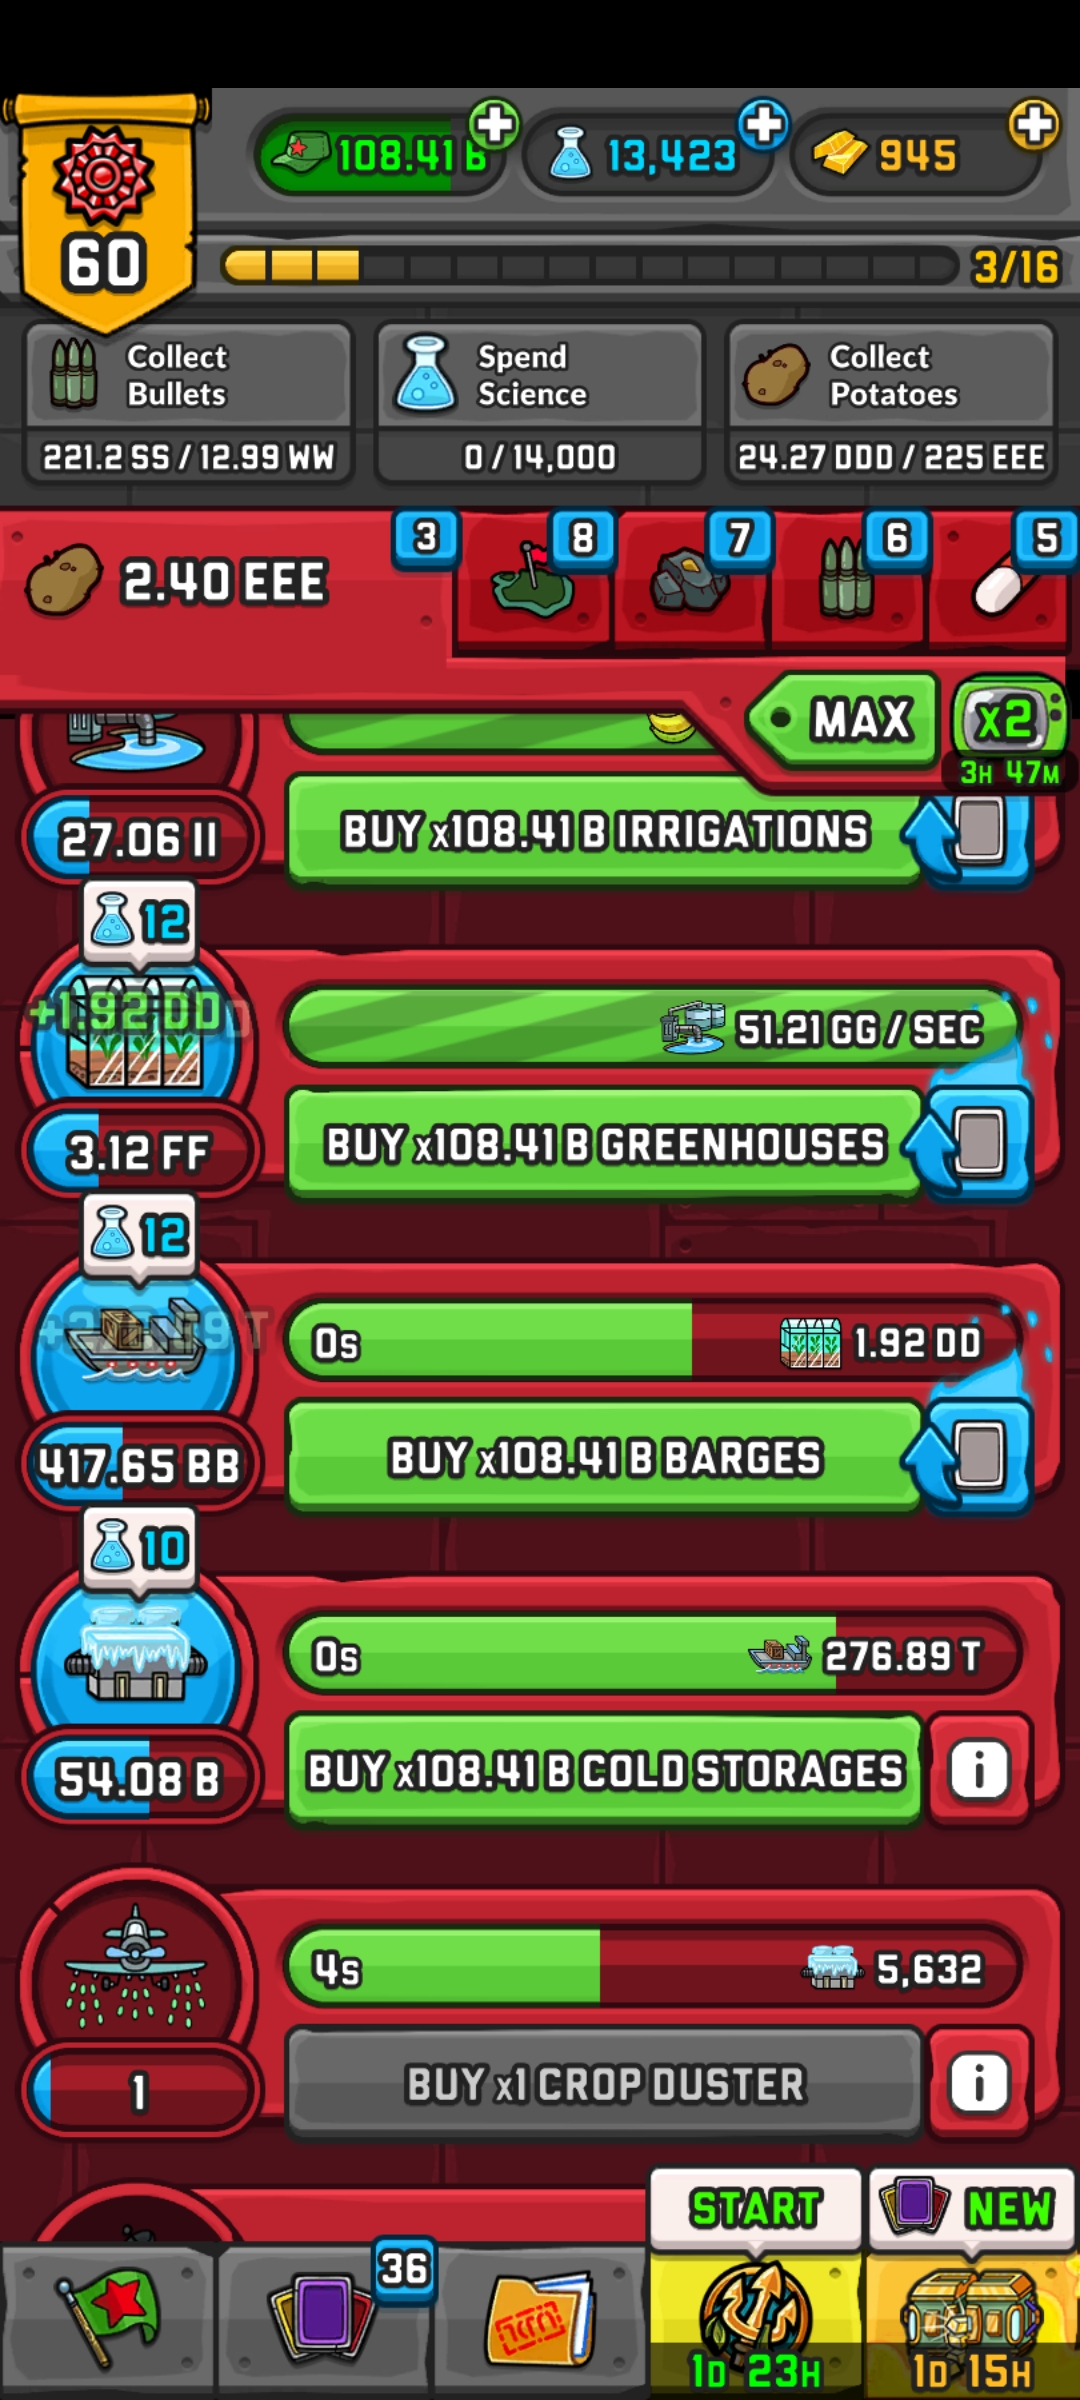 108.41 B
13,423
945
60
3/16
Collect
Bullets
221.2 SS / 12.99 WW
Spend
Science
0 / 14,000
Collect
Potatoes
24.27 DDD / 225 EEE
2.40 EEE
3
8
7
6
5
MAX
x2
3H 47M
27.06 II
BUY x108.41 B IRRIGATIONS
12
+1.92 DD
51.21 GG / SEC
3.12 FF
BUY x108.41 B GREENHOUSES
12
0s
1.92 DD
417.65 BB
BUY x108.41 B BARGES
10
0s
276.89 T
54.08 B
BUY x108.41 B COLD STORAGES
i
4s
5,632
1
BUY x1 CROP DUSTER
i
START
NEW
36
1D 23H
1D 15H